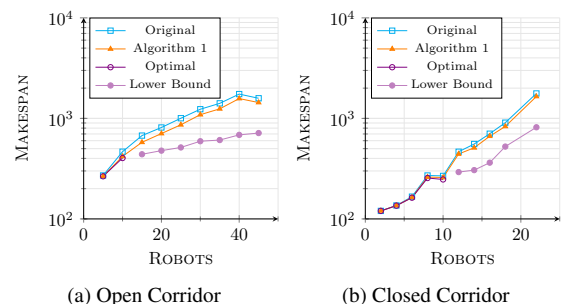 10^4
10^3
10^2
MAKESPAN
Original
Algorithm 1
Optimal
Lower Bound
0
20
40
ROBOTS
(a) Open Corridor
10^4
10^3
10^2
MAKESPAN
Original
Algorithm 1
Optimal
Lower Bound
0
10
20
ROBOTS
(b) Closed Corridor